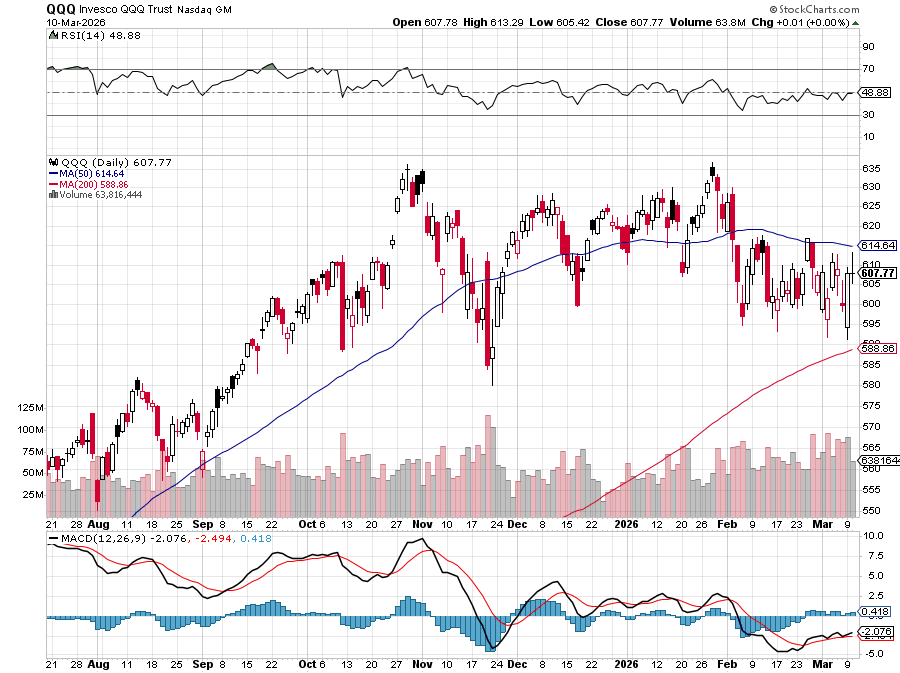 QQQ Invesco QQQ Trust Nasdaq GM
© StockCharts.com
10-Mar-2026
Open 607.78 High 613.29 Low 605.42 Close 607.77 Volume 63.8M Chg +0.01 (+0.00%)
RSI(14) 48.88
90
70
48.88
30
10
QQQ (Daily) 607.77
MA(50) 614.64
MA(200) 588.86
Volume 63,816,444
635
630
625
620
614.64
610
607.77
605
600
595
590
588.86
585
580
575
570
565
638164
560
555
550
125M
100M
75M
50M
25M
21 28 Aug 11 18 25 Sep 8 15 22 Oct 6 13 20 27 Nov 10 17 24 Dec 8 15 22 2026 12 20 26 Feb 9 17 23 Mar 9
MACD(12,26,9) -2.076, -2.494, 0.418
10.0
7.5
5.0
2.5
0.418
-2.076
-5.0
21 28 Aug 11 18 25 Sep 8 15 22 Oct 6 13 20 27 Nov 10 17 24 Dec 8 15 22 2026 12 20 26 Feb 9 17 23 Mar 9